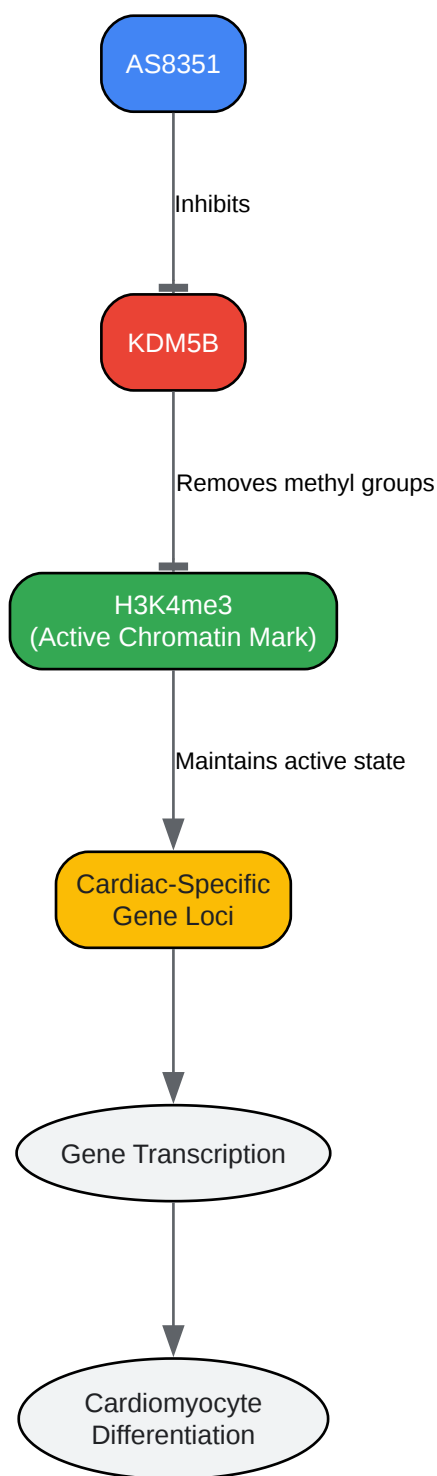 AS8351
Inhibits
KDM5B
Removes methyl groups
H3K4me3
(Active Chromatin Mark)
Maintains active state
Cardiac-Specific
Gene Loci
Gene Transcription
Cardiomyocyte
Differentiation